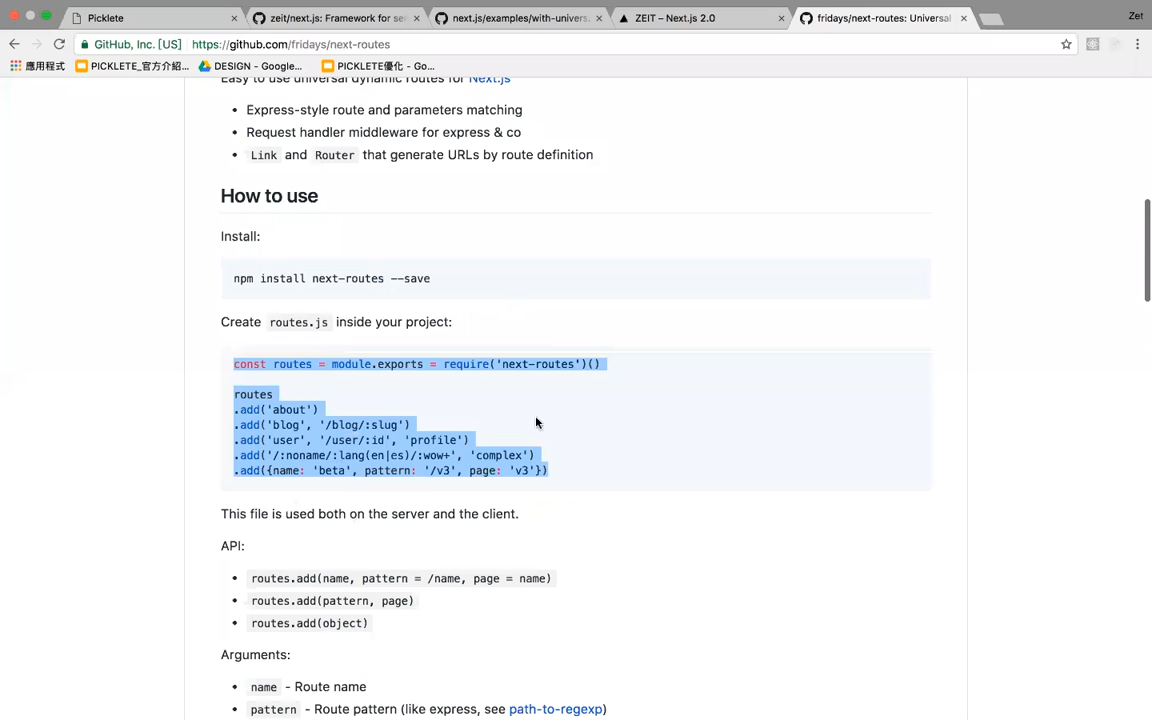 Picklete
zeit/next.js: Framework for se
next.js/examples/with-univers
ZEIT – Next.js 2.0
fridays/next-routes: Universal
Zet
GitHub, Inc. [US]
https://github.com/fridays/next-routes
應用程式
PICKLETE_官方介紹...
DESIGN - Google...
PICKLETE優化 - Go...
Easy to use universal dynamic routes for Next.js
• Express-style route and parameters matching
• Request handler middleware for express & co
• Link and Router that generate URLs by route definition
How to use
Install:
npm install next-routes --save
Create routes.js inside your project:
const routes = module.exports = require('next-routes')()
routes
.add('about')
.add('blog', '/blog/:slug')
.add('user', '/user/:id', 'profile')
.add('/:noname/:lang(en|es)/:wow+', 'complex')
.add({name: 'beta', pattern: '/v3', page: 'v3'})
This file is used both on the server and the client.
API:
• routes.add(name, pattern = /name, page = name)
• routes.add(pattern, page)
• routes.add(object)
Arguments:
• name - Route name
• pattern - Route pattern (like express, see path-to-regexp)